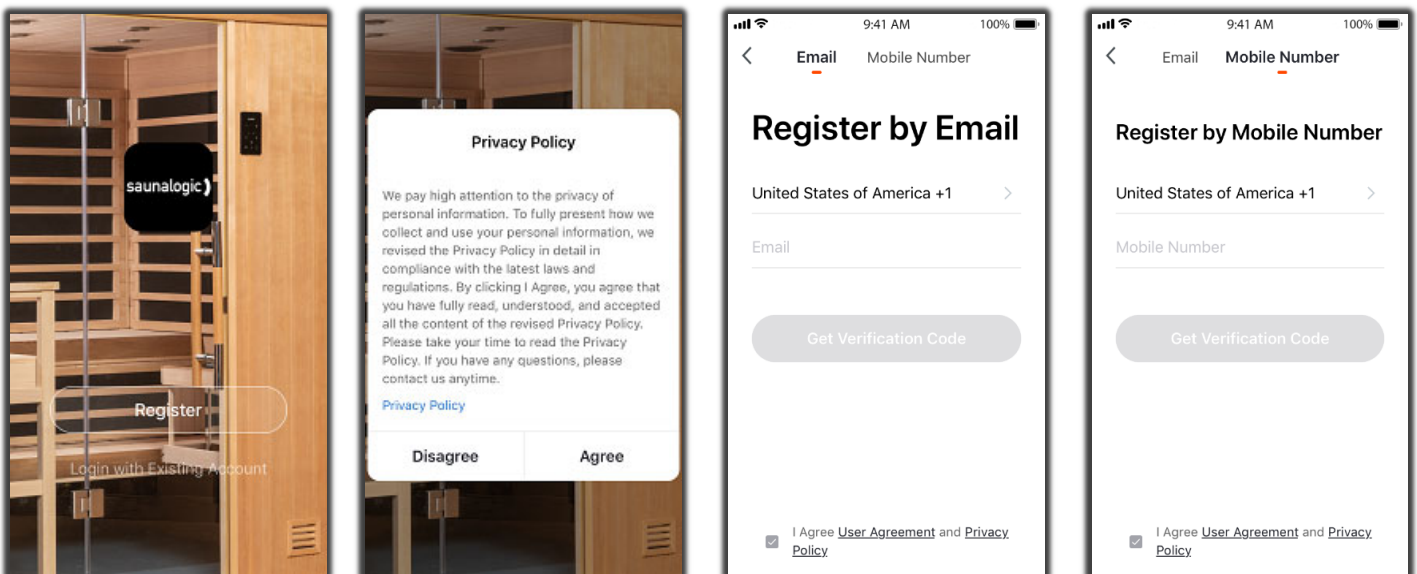 saunalogic
Register
Login with Existing Account
Privacy Policy
We pay high attention to the privacy of
personal information. To fully present how we
collect and use your personal information, we
revised the Privacy Policy in detail in
compliance with the latest laws and
regulations. By clicking I Agree, you agree that
you have fully read, understood, and accepted
all the content of the revised Privacy Policy.
Please take your time to read the Privacy
Policy. If you have any questions, please
contact us anytime.
Privacy Policy
Disagree Agree
9:41 AM 100%
Email Mobile Number
Register by Email
United States of America +1
Email
Get Verification Code
I Agree User Agreement and Privacy
Policy
9:41 AM 100%
Email Mobile Number
Register by Mobile Number
United States of America +1
Mobile Number
Get Verification Code
I Agree User Agreement and Privacy
Policy